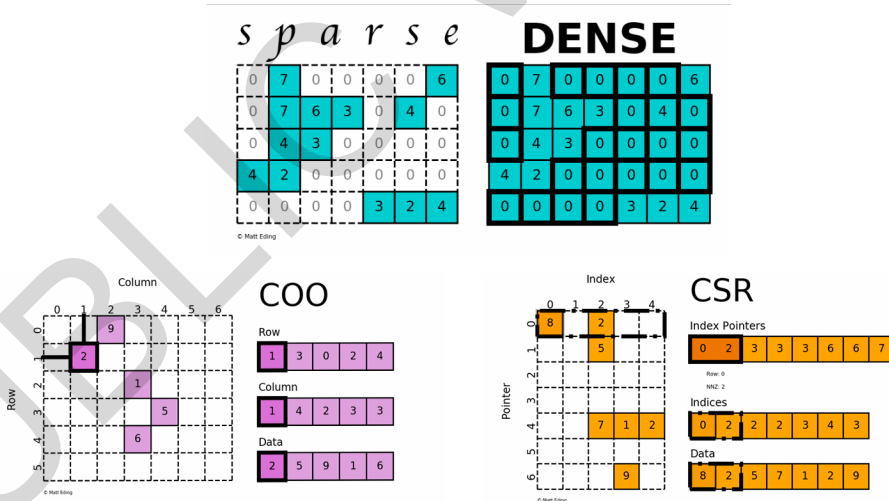 sparse DENSE
0 7 0 0 0 0 6 0 7 0 0 0 0 6
0 7 6 3 0 4 0 0 7 6 3 0 4 0
0 4 3 0 0 0 0 0 4 3 0 0 0 0
4 2 0 0 0 0 0 4 2 0 0 0 0 0
0 0 0 0 3 2 4 0 0 0 0 3 2 4
© Matt Eding
PUBLIC
Column
COO
0 1 2 3 4 5 6
0 9
1 2
2 1
3 5
4 6
5
Row
Row
1 3 0 2 4
Column
1 4 2 3 3
Data
2 5 9 1 6
© Matt Eding
Index
CSR
0 1 2 3 4
0 8 2
1 5
2
3
4 7 1 2
5
6 9
Pointer
Index Pointers
0 2 3 3 3 6 6 7
Row: 0
NNZ: 2
Indices
0 2 2 2 3 4 3
Data
8 2 5 7 1 2 9
© Matt Eding